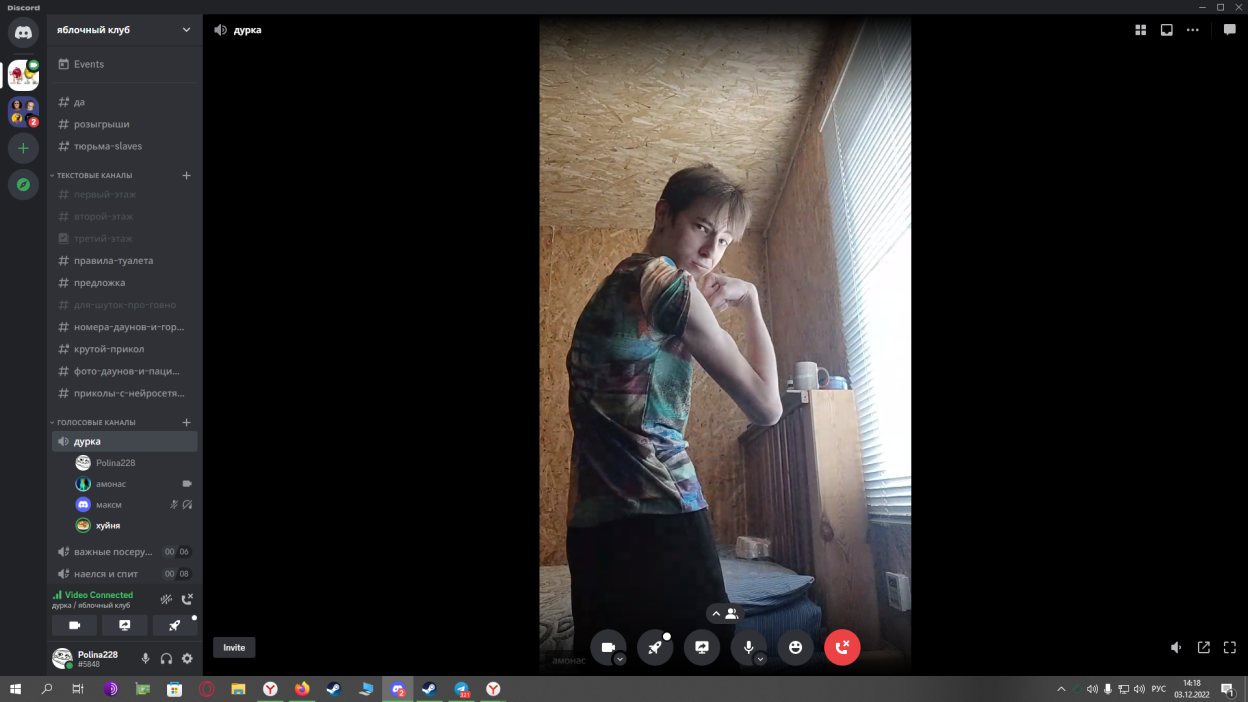 Discord
яблочный клуб
Events
да
розыгрыши
тюрьма-slaves
ТЕКСТОВЫЕ КАНАЛЫ
первый-этаж
второй-этаж
третий-этаж
правила-туалета
предложка
для-шуток-про-говно
номера-даунов-и-гор...
крутой-прикол
фото-даунов-и-паци...
приколы-с-нейросетя...
ГОЛОСОВЫЕ КАНАЛЫ
дурка
Polina228
амонас
максм
хуйня
важные посеру... 00 06
наелся и спит 00 08
Video Connected
дурка / яблочный клуб
Polina228
#5848
2
дурка
Invite
амонас
2
321
РУС
14:18
03.12.2022
1